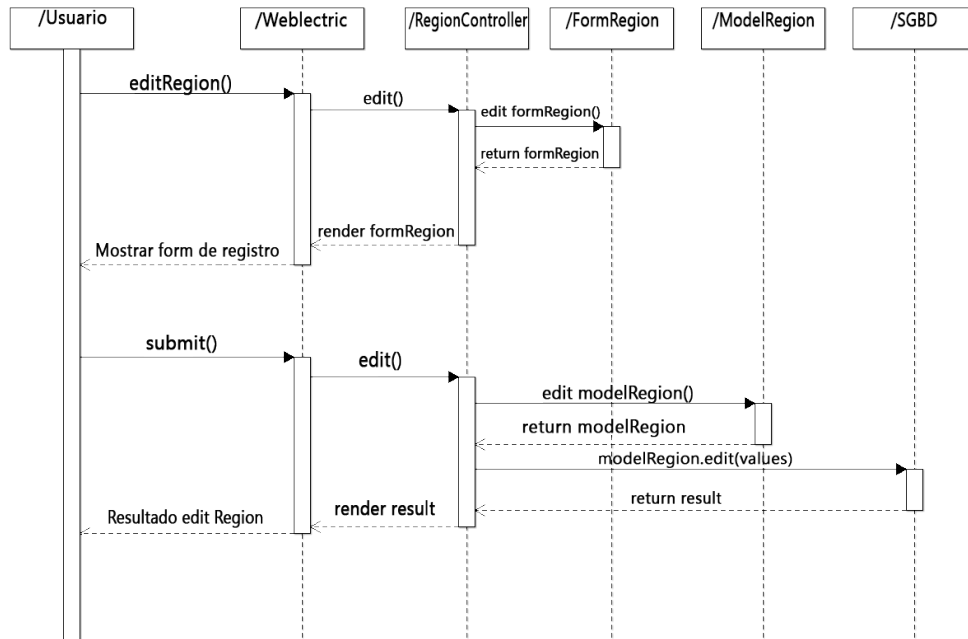 /Usuario
/Weblectric
/RegionController
/FormRegion
/ModelRegion
/SGBD
editRegion()
edit()
edit formRegion()
return formRegion
render formRegion
Mostrar form de registro
submit()
edit()
edit modelRegion()
return modelRegion
modelRegion.edit(values)
return result
render result
Resultado edit Region